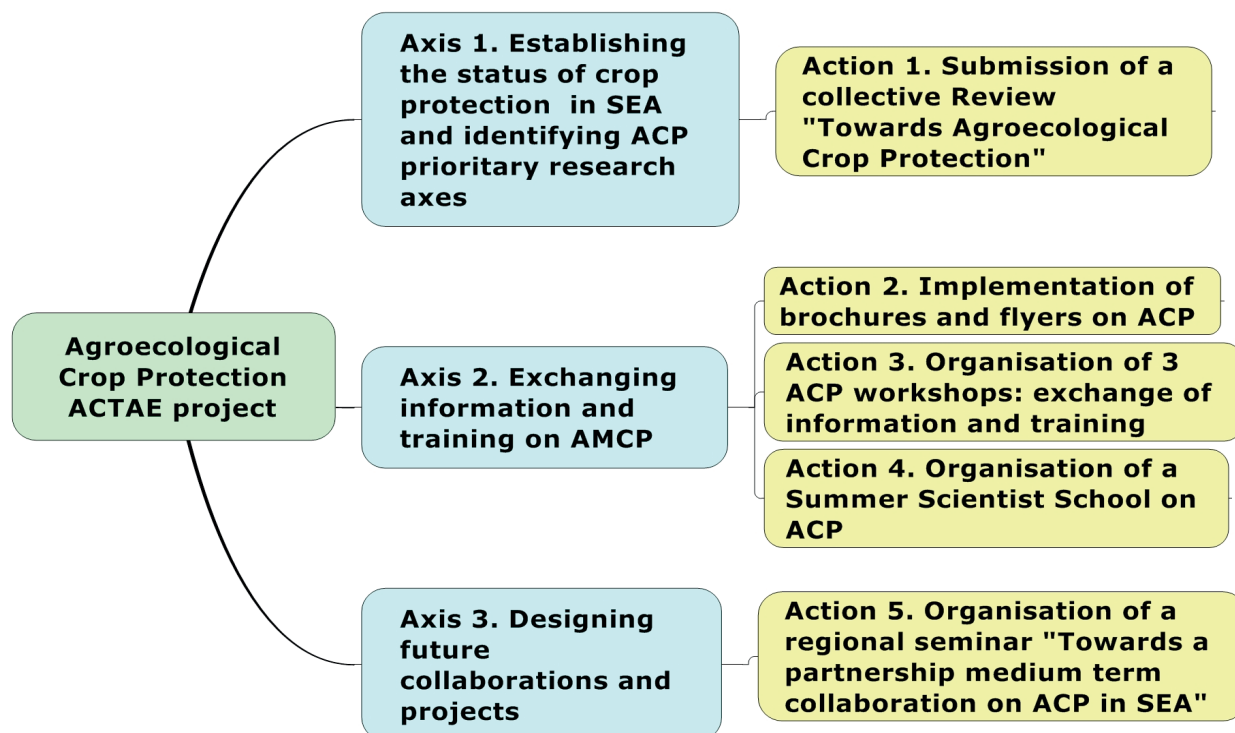 Agroecological
Crop Protection
ACTAE project
Axis 1. Establishing
the status of crop
protection  in SEA
and identifying ACP
prioritary research
axes
Action 1. Submission of a
collective Review
"Towards Agroecological
Crop Protection"
Axis 2. Exchanging
information and
training on AMCP
Action 2. Implementation of
brochures and flyers on ACP
Action 3. Organisation of 3
ACP workshops: exchange of
information and training
Action 4. Organisation of a
Summer Scientist School on
ACP
Axis 3. Designing
future
collaborations and
projects
Action 5. Organisation of a
regional seminar "Towards a
partnership medium term
collaboration on ACP in SEA"